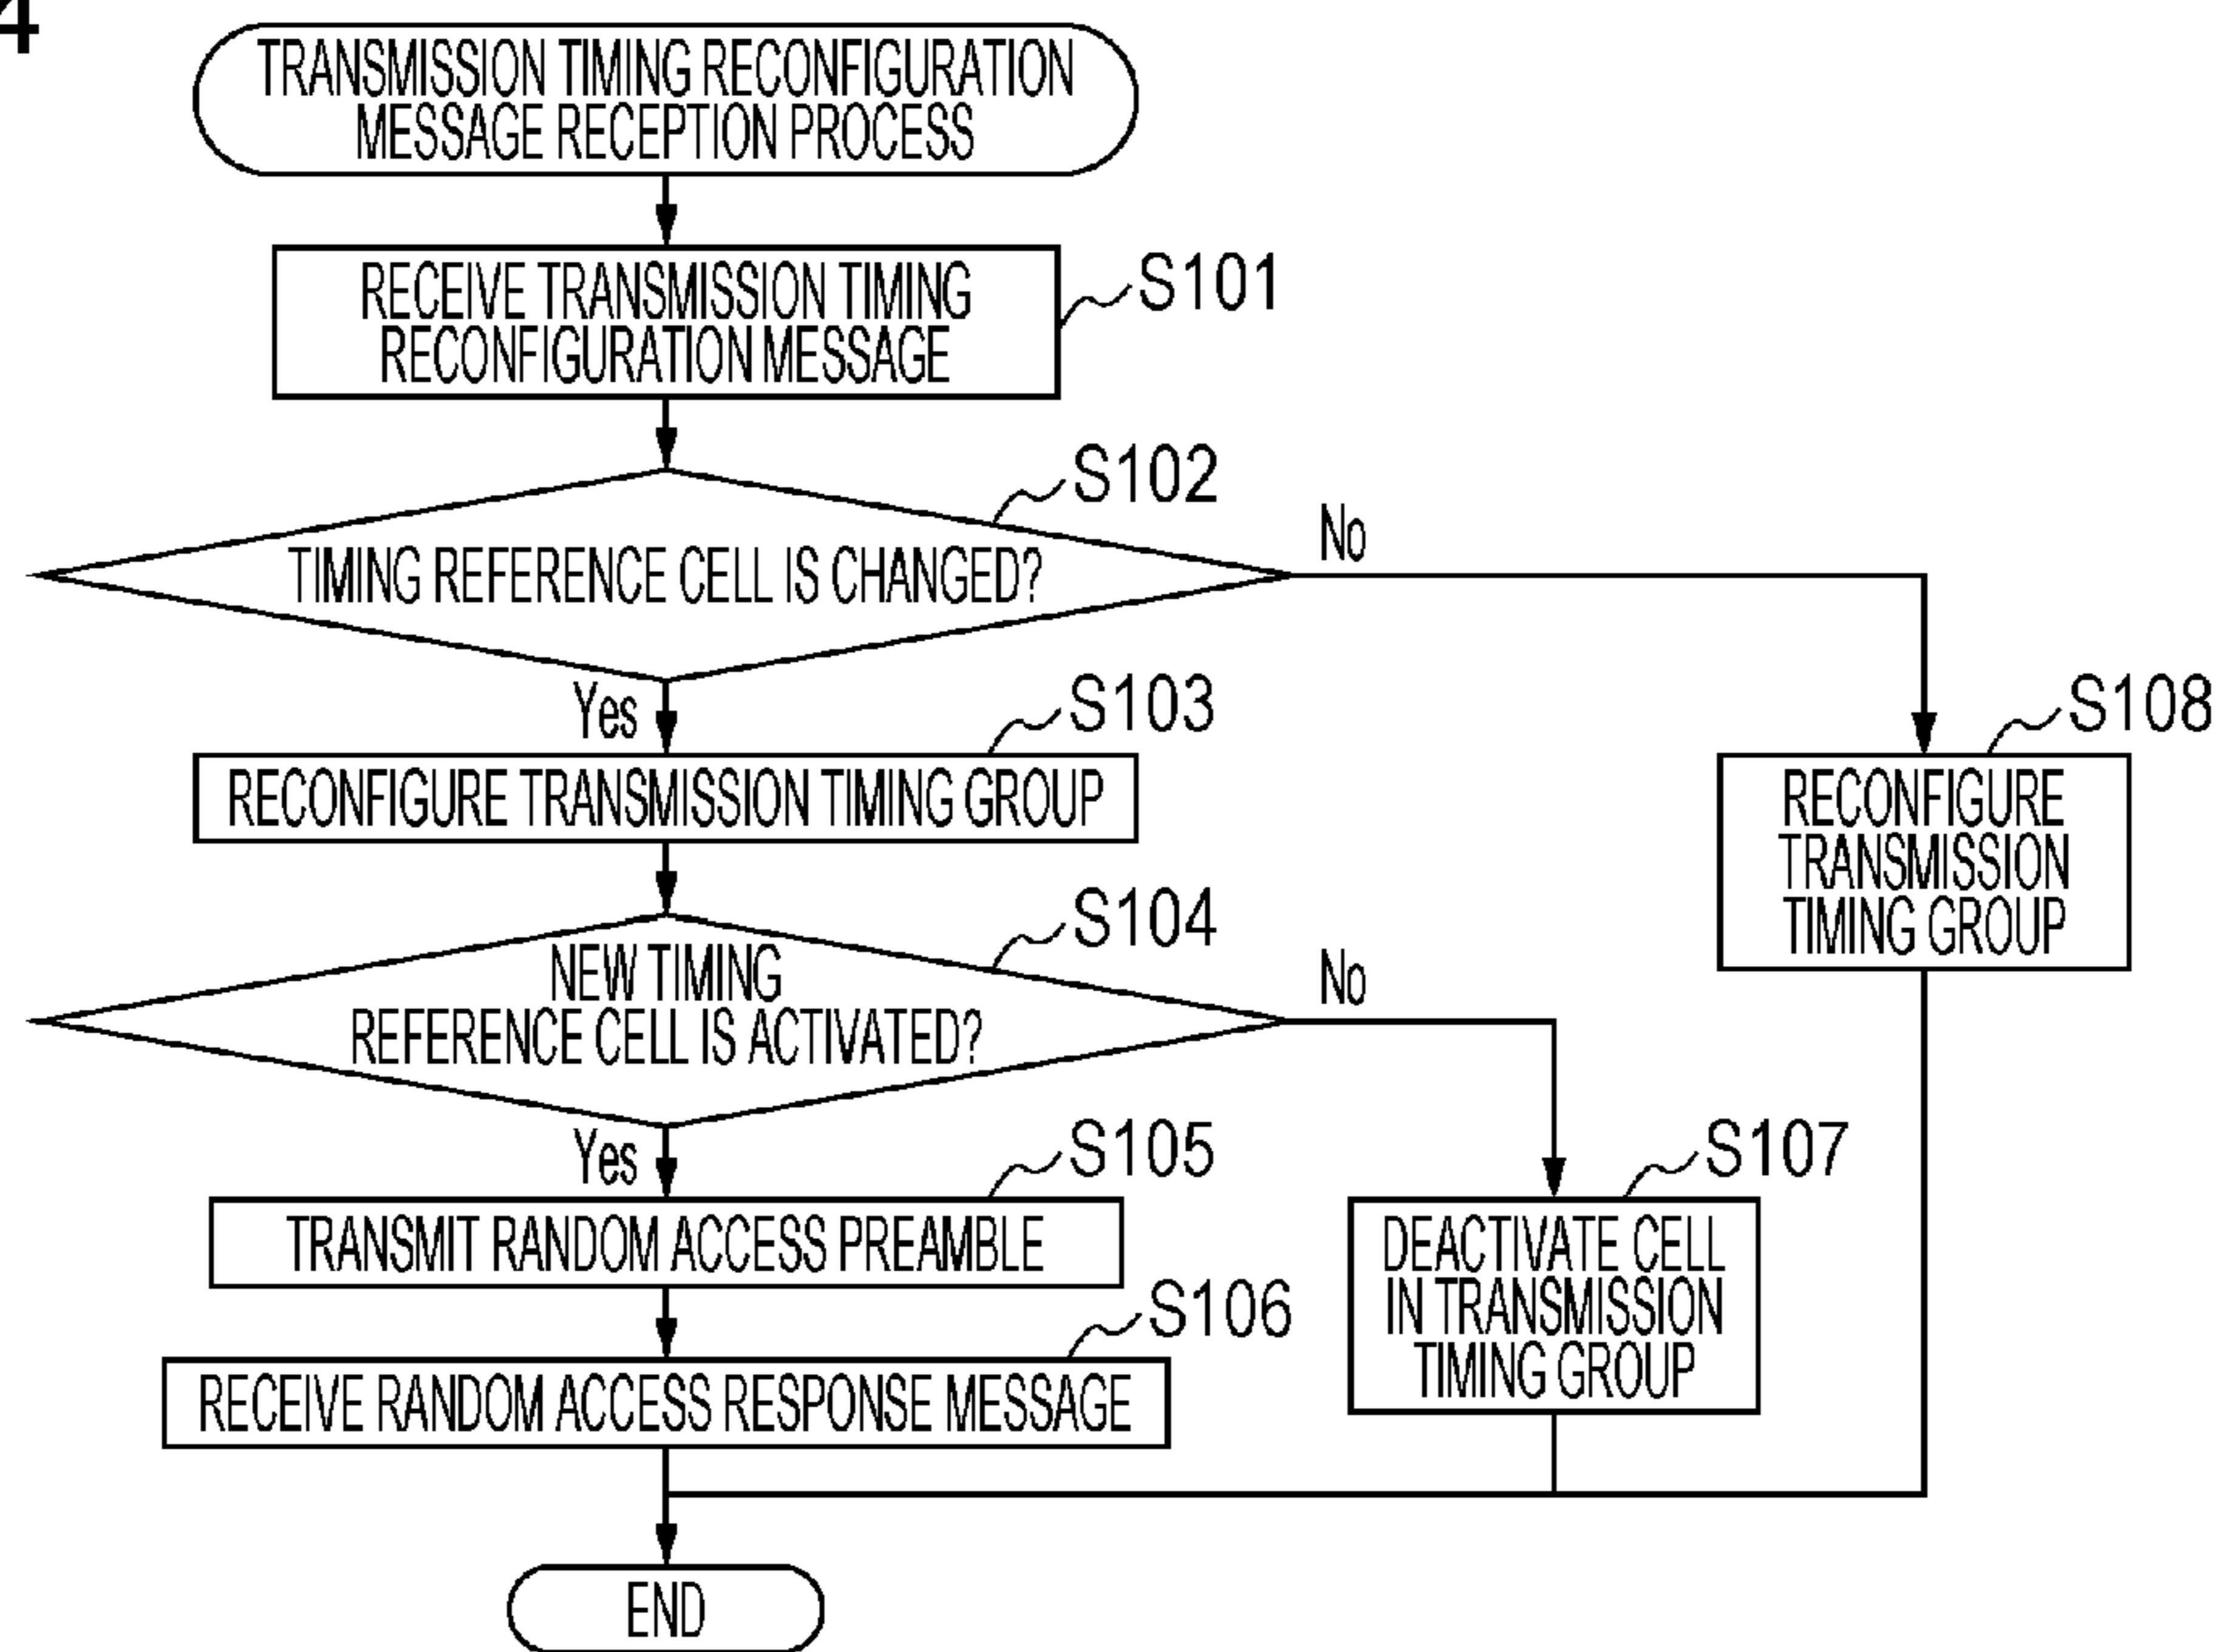 4
TRANSMISSION TIMING RECONFIGURATION
MESSAGE RECEPTION PROCESS
RECEIVE TRANSMISSION TIMING
RECONFIGURATION MESSAGE
S101
TIMING REFERENCE CELL IS CHANGED?
S102
No
Yes
RECONFIGURE TRANSMISSION TIMING GROUP
S103
RECONFIGURE
TRANSMISSION
TIMING GROUP
S108
NEW TIMING
REFERENCE CELL IS ACTIVATED?
S104
No
Yes
TRANSMIT RANDOM ACCESS PREAMBLE
S105
DEACTIVATE CELL
IN TRANSMISSION
TIMING GROUP
S107
RECEIVE RANDOM ACCESS RESPONSE MESSAGE
S106
END